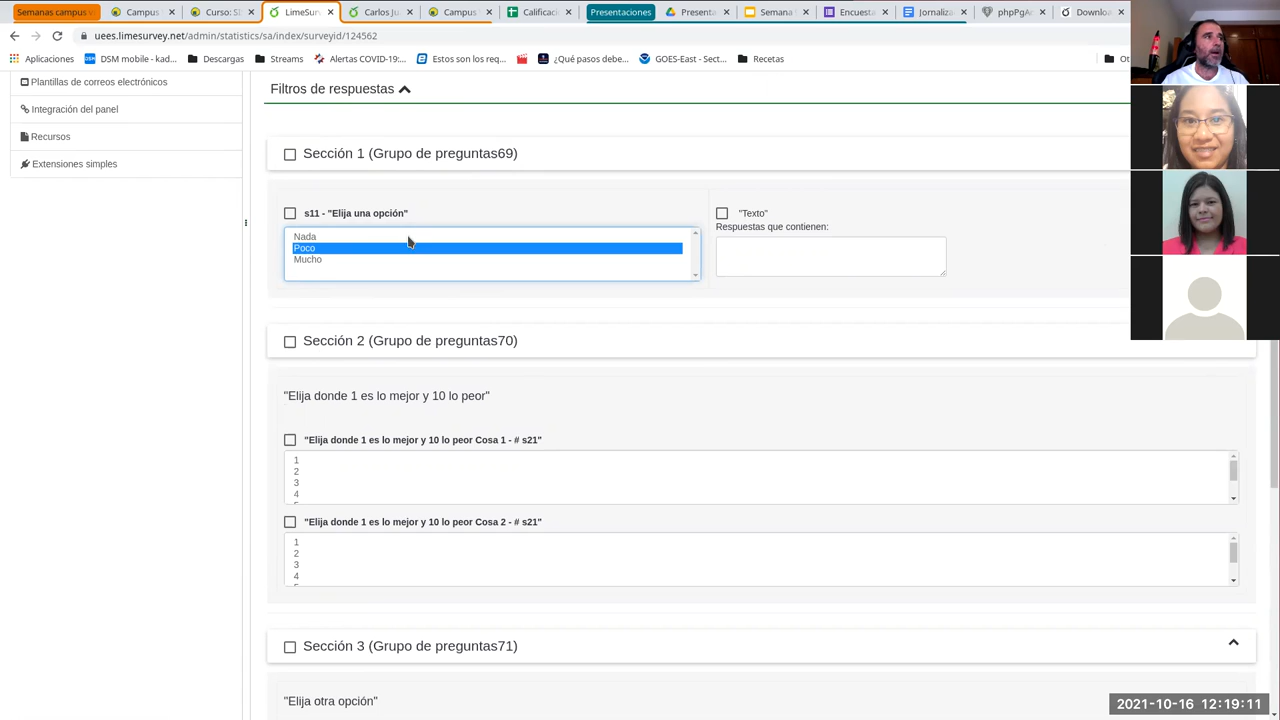 Semanas campus v
Campus
Curso: SI
LimeSur
Carlos Ju
Campus
Calificaci
Presentaciones
Presenta
Semana
Encuesta
Jornaliza
phpPgA
Downloa
uees.limesurvey.net/admin/statistics/sa/index/surveyid/124562
Aplicaciones
DSM mobile - kad...
Descargas
Streams
Alertas COVID-19:...
Estos son los req...
¿Qué pasos debe...
GOES-East - Sect...
Recetas
Ot
Plantillas de correos electrónicos
Integración del panel
Recursos
Extensiones simples
Filtros de respuestas
Sección 1 (Grupo de preguntas69)
s11 - "Elija una opción"
Nada
Poco
Mucho
"Texto"
Respuestas que contienen:
Sección 2 (Grupo de preguntas70)
"Elija donde 1 es lo mejor y 10 lo peor"
"Elija donde 1 es lo mejor y 10 lo peor Cosa 1 - # s21"
1
2
3
4
"Elija donde 1 es lo mejor y 10 lo peor Cosa 2 - # s21"
1
2
3
4
Sección 3 (Grupo de preguntas71)
"Elija otra opción"
2021-10-16 12:19:11